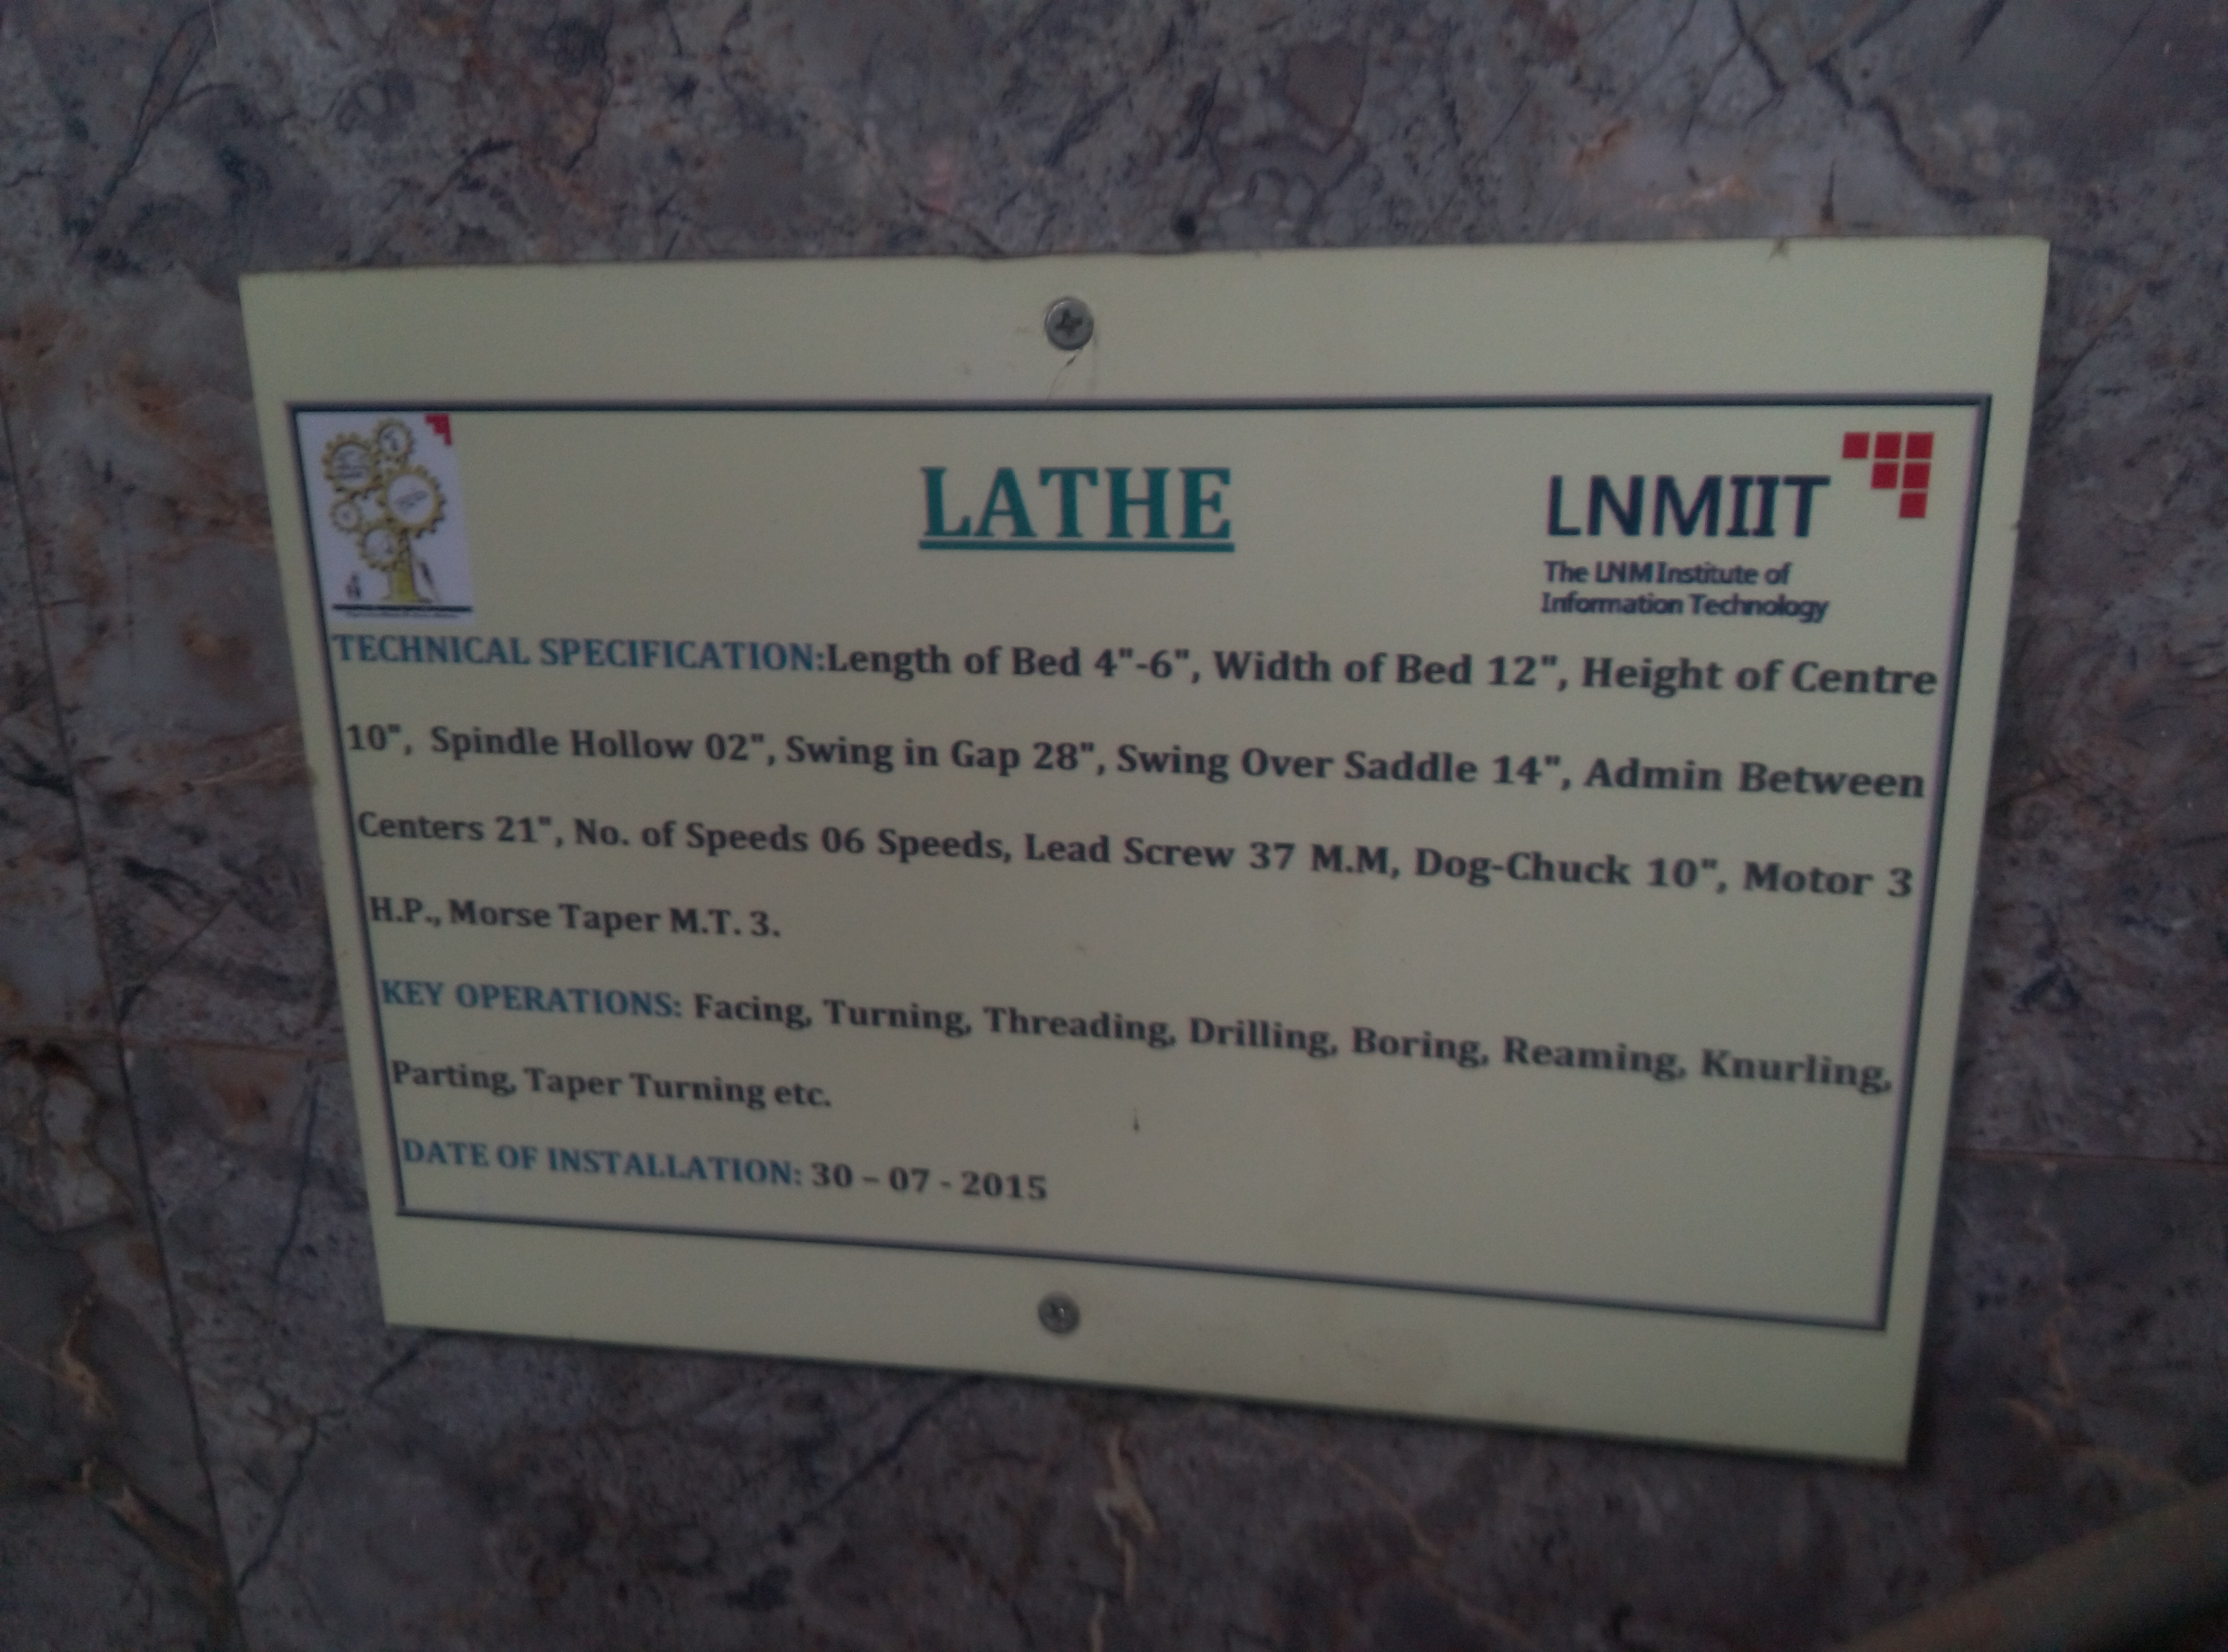 LATHE
LNMIIT
The LNM Institute of
Information Technology
TECHNICAL SPECIFICATION:Length of Bed 4"-6", Width of Bed 12", Height of Centre
10", Spindle Hollow 02", Swing in Gap 28", Swing Over Saddle 14", Admin Between
Centers 21", No. of Speeds 06 Speeds, Lead Screw 37 M.M, Dog-Chuck 10", Motor 3
H.P., Morse Taper M.T. 3.
KEY OPERATIONS: Facing, Turning, Threading, Drilling, Boring, Reaming, Knurling,
Parting, Taper Turning etc.
DATE OF INSTALLATION: 30 – 07 - 2015